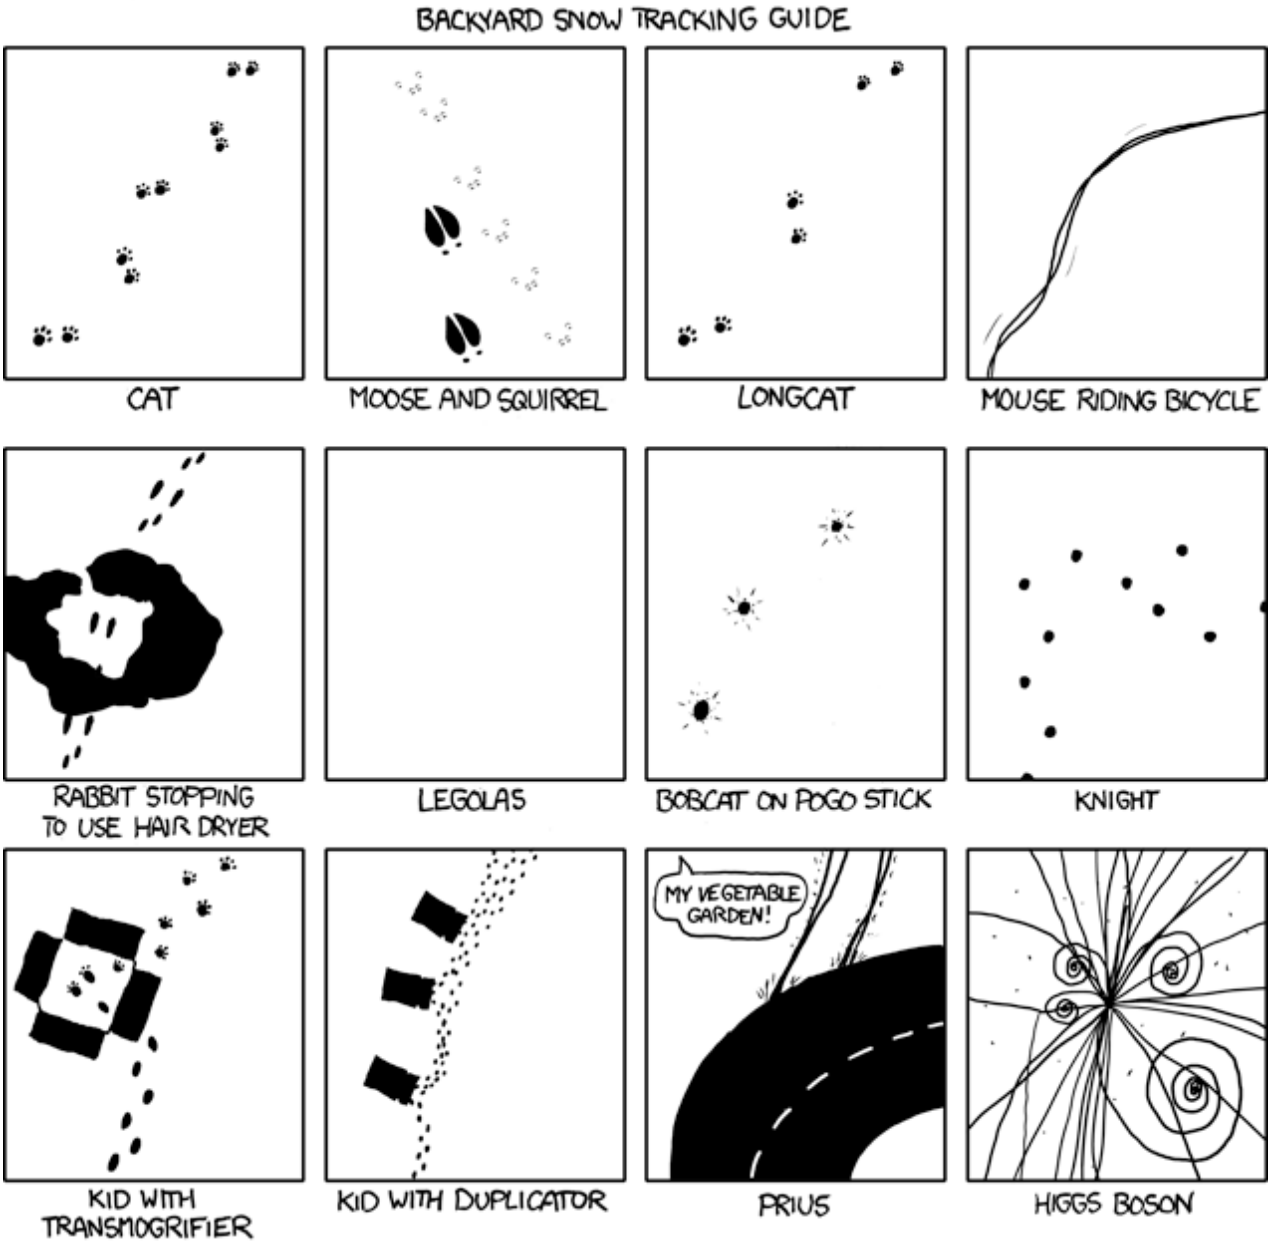 BACKYARD SNOW TRACKING GUIDE
CAT
MOOSE AND SQUIRREL
LONGCAT
MOUSE RIDING BICYCLE
RABBIT STOPPING
TO USE HAIR DRYER
LEGOLAS
BOBCAT ON POGO STICK
KNIGHT
MY VEGETABLE
GARDEN!
KID WITH
TRANSMOGRIFIER
KID WITH DUPLICATOR
PRIUS
HIGGS BOSON